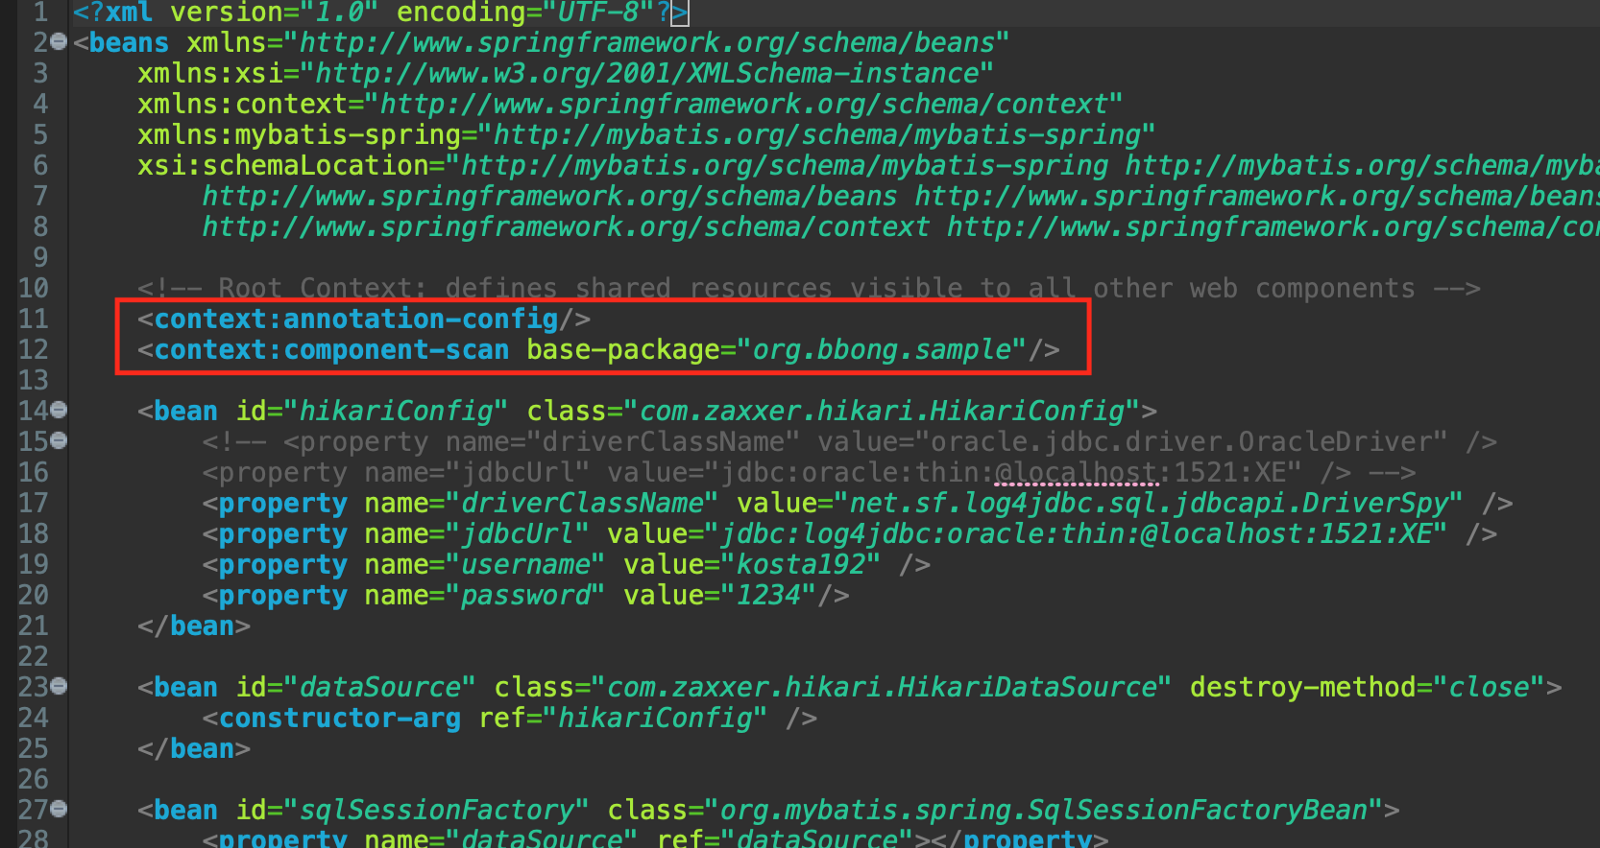 1 <?xml version="1.0" encoding="UTF-8"?>
2 <beans xmlns="http://www.springframework.org/schema/beans"
3 xmlns:xsi="http://www.w3.org/2001/XMLSchema-instance"
4 xmlns:context="http://www.springframework.org/schema/context"
5 xmlns:mybatis-spring="http://mybatis.org/schema/mybatis-spring"
6 xsi:schemaLocation="http://mybatis.org/schema/mybatis-spring http://mybatis.org/schema/myba
7 http://www.springframework.org/schema/beans http://www.springframework.org/schema/beans
8 http://www.springframework.org/schema/context http://www.springframework.org/schema/con
9
10 <!-- Root Context: defines shared resources visible to all other web components -->
11 <context:annotation-config/>
12 <context:component-scan base-package="org.bbong.sample"/>
13
14 <bean id="hikariConfig" class="com.zaxxer.hikari.HikariConfig">
15 <!-- <property name="driverClassName" value="oracle.jdbc.driver.OracleDriver" />
16 <property name="jdbcUrl" value="jdbc:oracle:thin:@localhost:1521:XE" /> -->
17 <property name="driverClassName" value="net.sf.log4jdbc.sql.jdbcapi.DriverSpy" />
18 <property name="jdbcUrl" value="jdbc:log4jdbc:oracle:thin:@localhost:1521:XE" />
19 <property name="username" value="kosta192" />
20 <property name="password" value="1234"/>
21 </bean>
22
23 <bean id="dataSource" class="com.zaxxer.hikari.HikariDataSource" destroy-method="close">
24 <constructor-arg ref="hikariConfig" />
25 </bean>
26
27 <bean id="sqlSessionFactory" class="org.mybatis.spring.SqlSessionFactoryBean">
28 <property name="dataSource" ref="dataSource"></property>